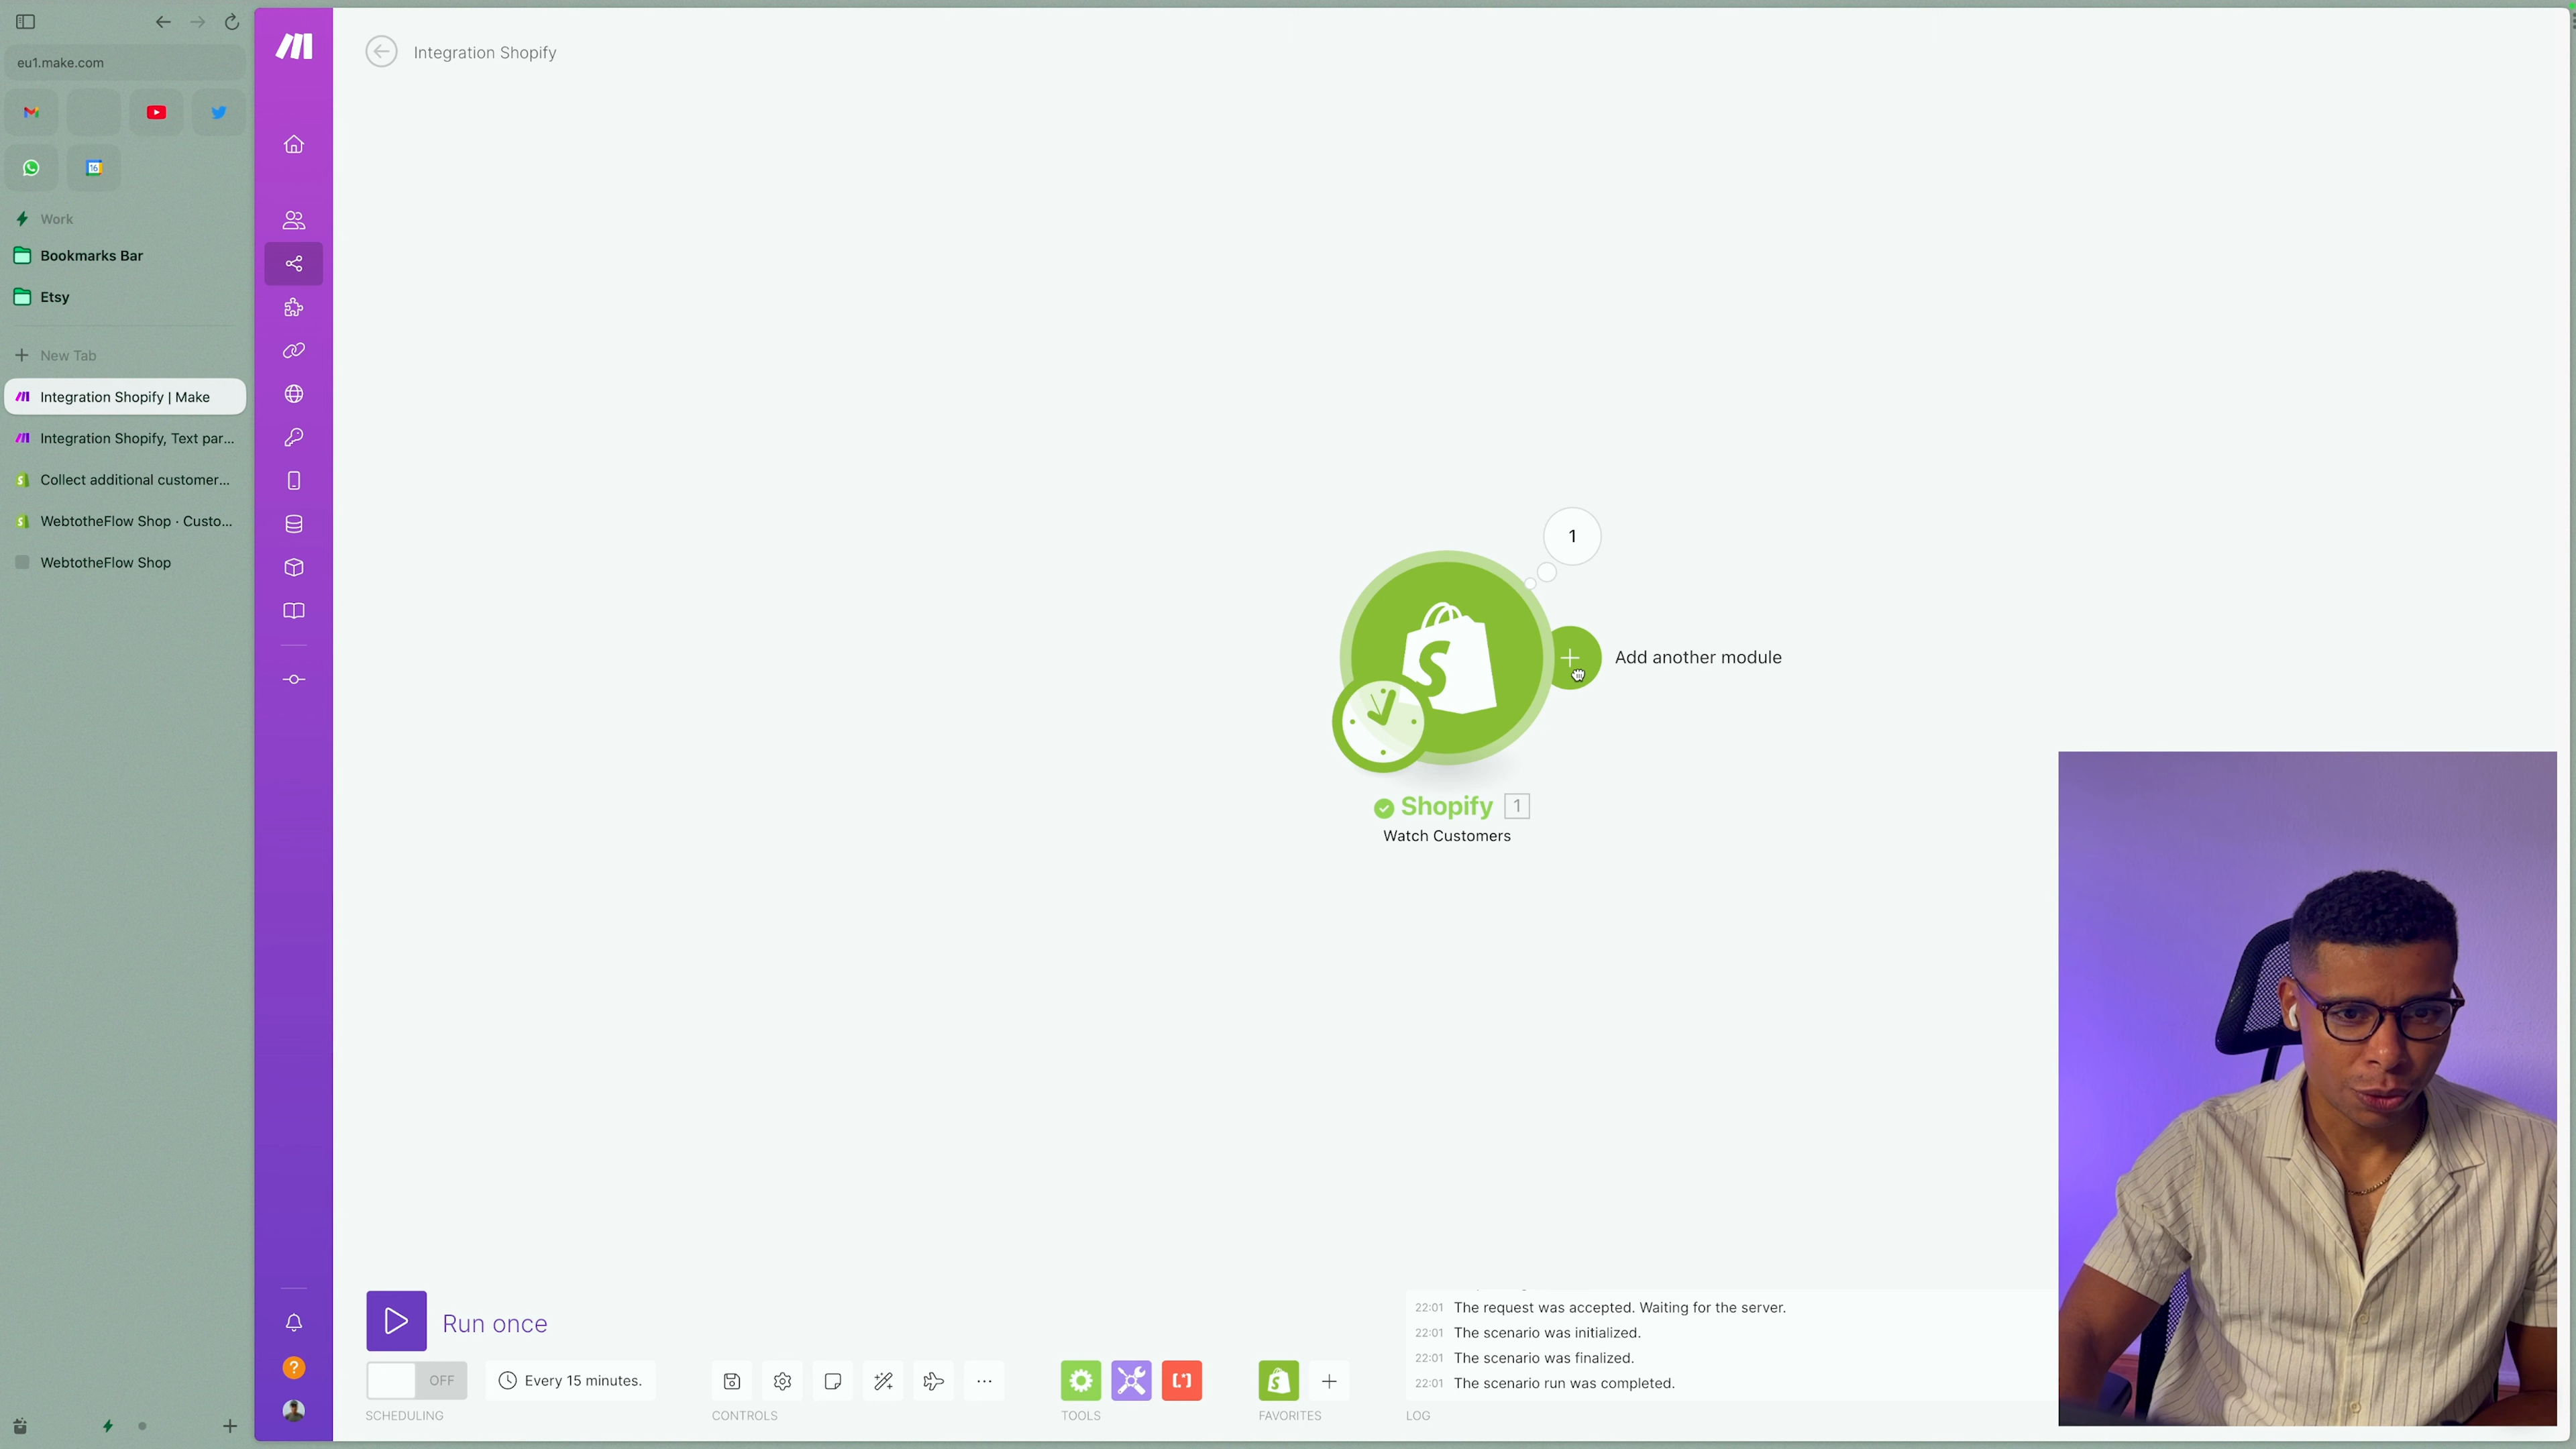 eu1.make.com
16
Work
Bookmarks Bar
Etsy
New Tab
Integration Shopify | Make
Integration Shopify, Text par...
Collect additional customer...
WebtotheFlow Shop · Custo...
WebtotheFlow Shop
Integration Shopify
1
Add another module
Shopify 1
Watch Customers
Run once
OFF
Every 15 minutes.
SCHEDULING
CONTROLS
TOOLS
FAVORITES
22:01 The request was accepted. Waiting for the server.
22:01 The scenario was initialized.
22:01 The scenario was finalized.
22:01 The scenario run was completed.
LOG